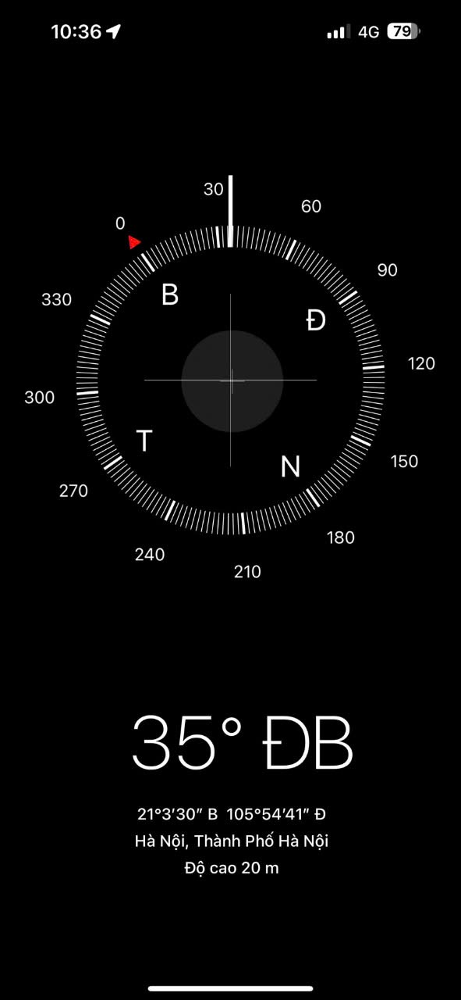 10:36 4G 79
30
60
0
90
330
B
Đ
120
300
T
N
150
270
180
240
210
35° ĐB
21°3′30″ B 105°54′41″ Đ
Hà Nội, Thành Phố Hà Nội
Độ cao 20 m